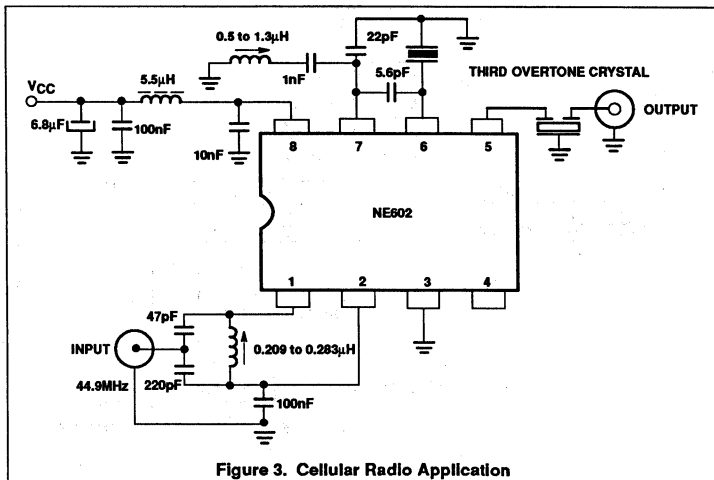 0.5 to 1.3µH
22pF
1nF
5.6pF
THIRD OVERTONE CRYSTAL
VCC
5.5µH
OUTPUT
6.8µF
100nF
10nF
8
7
6
5
NE602
1
2
3
4
47pF
INPUT
0.209 to 0.283µH
44.9MHz
220pF
100nF
Figure 3. Cellular Radio Application